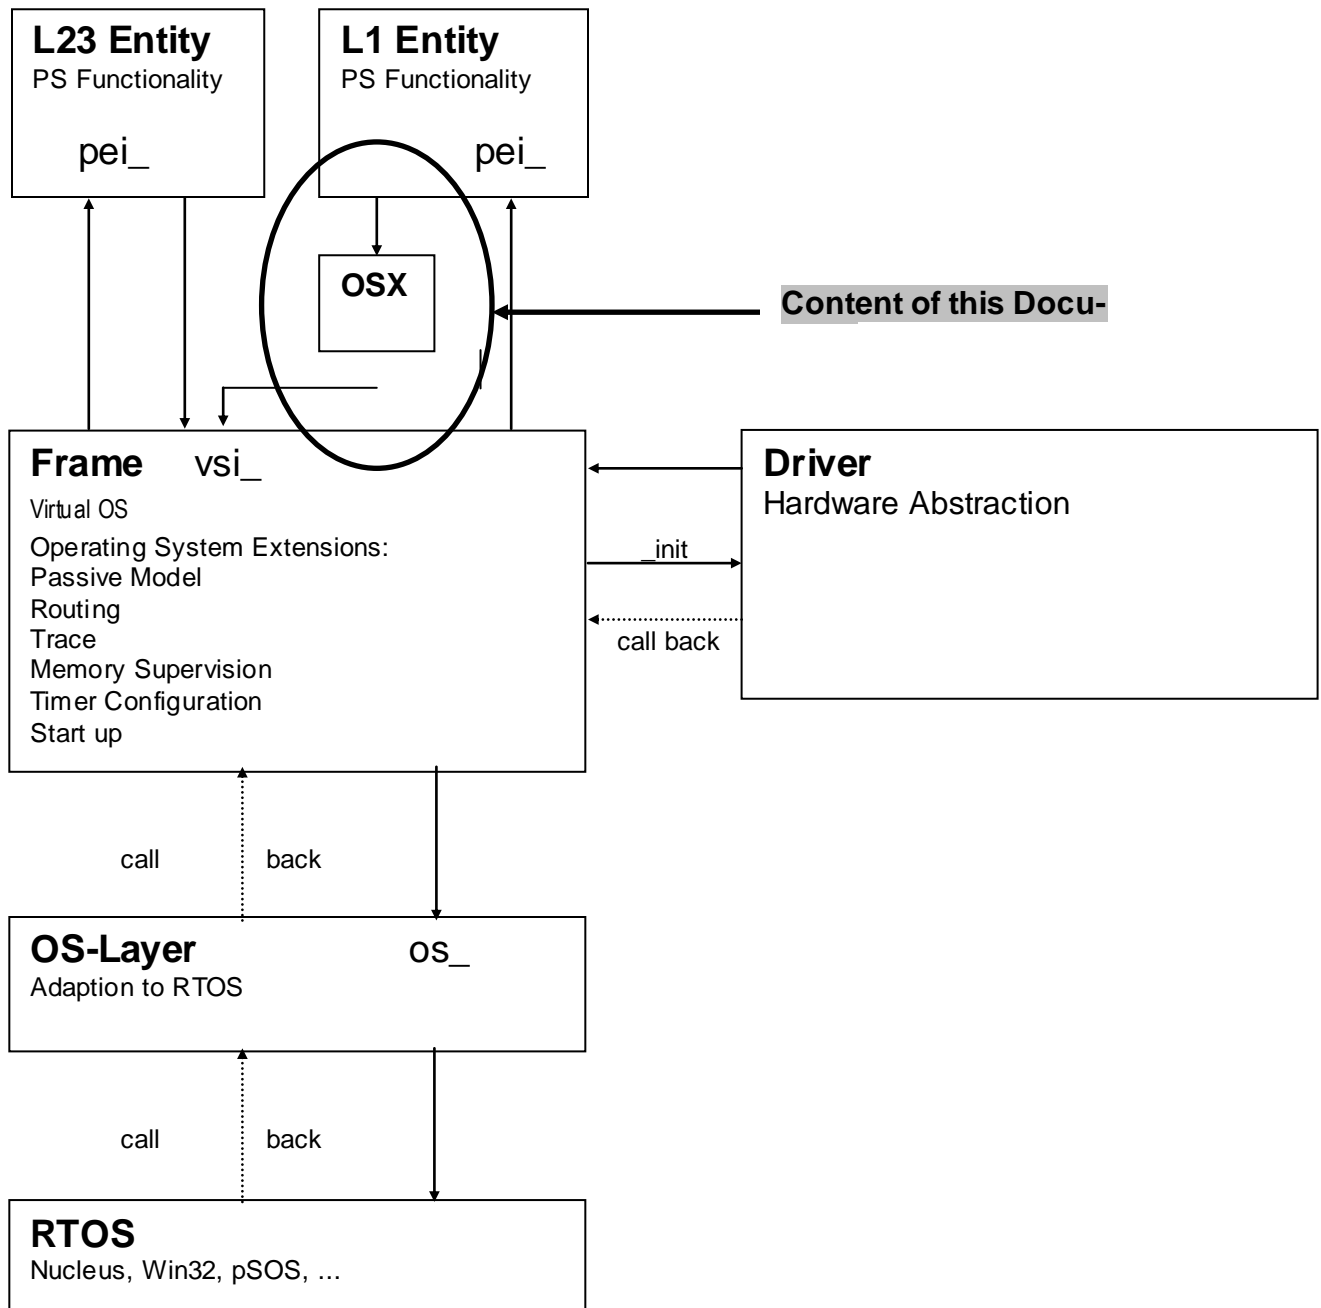 L23 Entity
PS Functionality
pei_
L1 Entity
PS Functionality
pei_
OSX
Content of this Docu-
Frame vsi_
Virtual OS
Operating System Extensions:
Passive Model
Routing
Trace
Memory Supervision
Timer Configuration
Start up
_init
call back
Driver
Hardware Abstraction
call back
OS-Layer os_
Adaption to RTOS
call back
RTOS
Nucleus, Win32, pSOS, ...